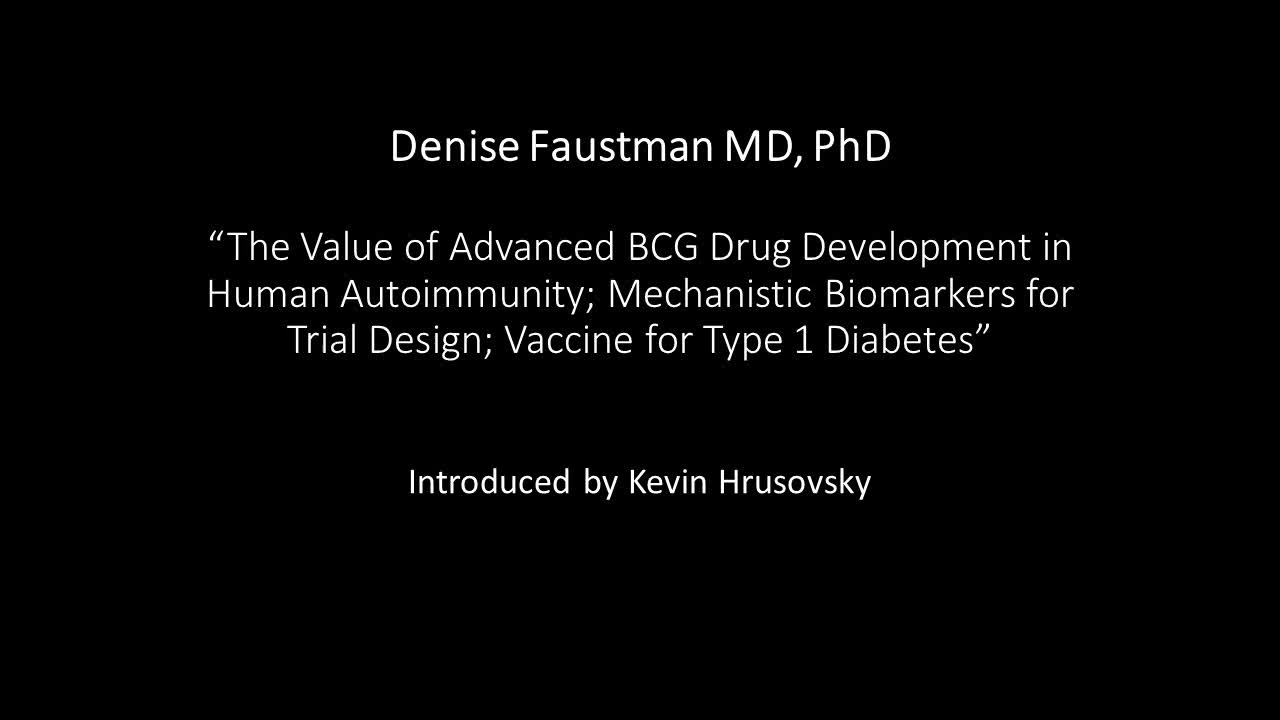 Denise Faustman MD, PhD
“The Value of Advanced BCG Drug Development in
Human Autoimmunity; Mechanistic Biomarkers for
Trial Design; Vaccine for Type 1 Diabetes”
Introduced by Kevin Hrusovsky